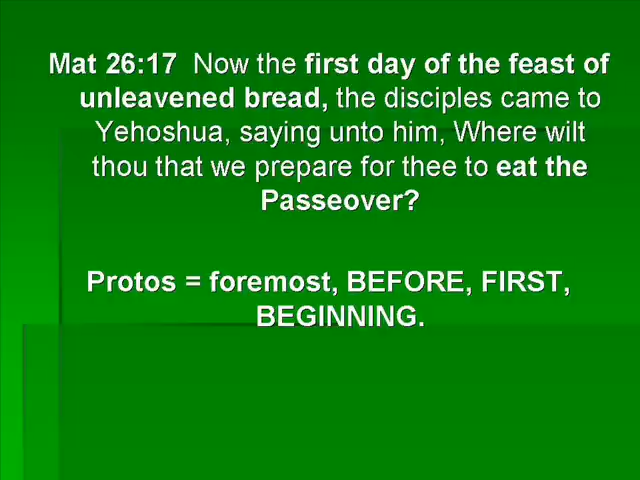 Mat 26:17  Now the first day of the feast of
unleavened bread, the disciples came to
Yehoshua, saying unto him, Where wilt
thou that we prepare for thee to eat the
Passeover?
Protos = foremost, BEFORE, FIRST,
BEGINNING.